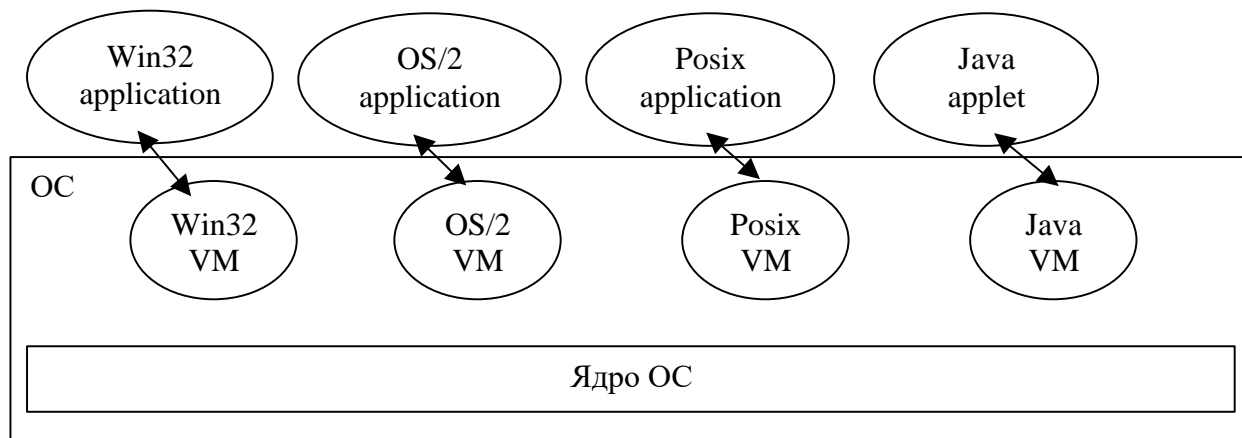 Win32
application
OS/2
application
Posix
application
Java
applet
ОС
Win32
VM
OS/2
VM
Posix
VM
Java
VM
Ядро ОС